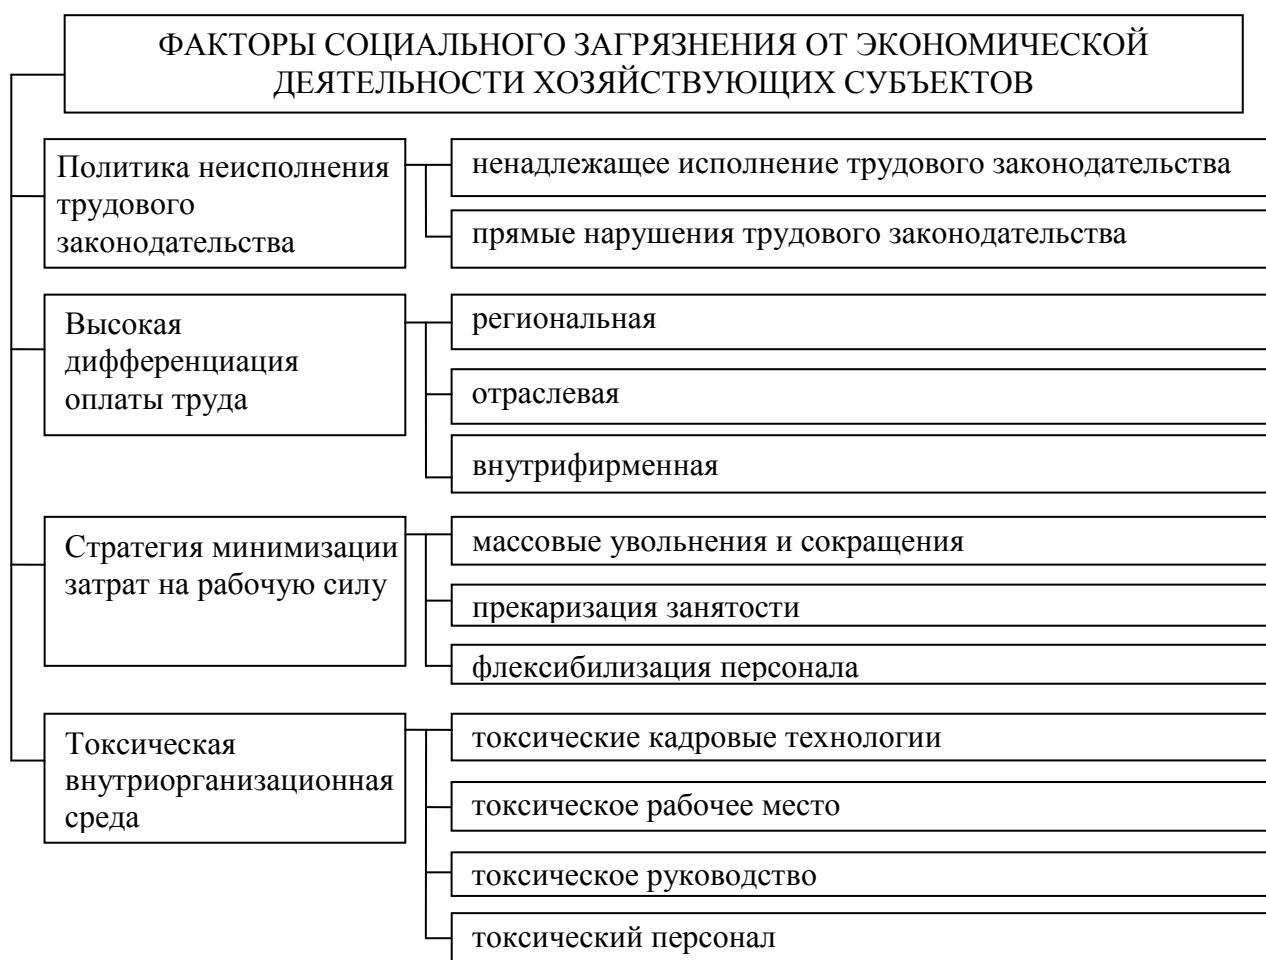 ФАКТОРЫ СОЦИАЛЬНОГО ЗАГРЯЗНЕНИЯ ОТ ЭКОНОМИЧЕСКОЙ
ДЕЯТЕЛЬНОСТИ ХОЗЯЙСТВУЮЩИХ СУБЪЕКТОВ
Политика неисполнения
трудового
законодательства
ненадлежащее исполнение трудового законодательства
прямые нарушения трудового законодательства
Высокая
дифференциация
оплаты труда
региональная
отраслевая
внутрифирменная
Стратегия минимизации
затрат на рабочую силу
массовые увольнения и сокращения
прекаризация занятости
флексибилизация персонала
Токсическая
внутриорганизационная
среда
токсические кадровые технологии
токсическое рабочее место
токсическое руководство
токсический персонал